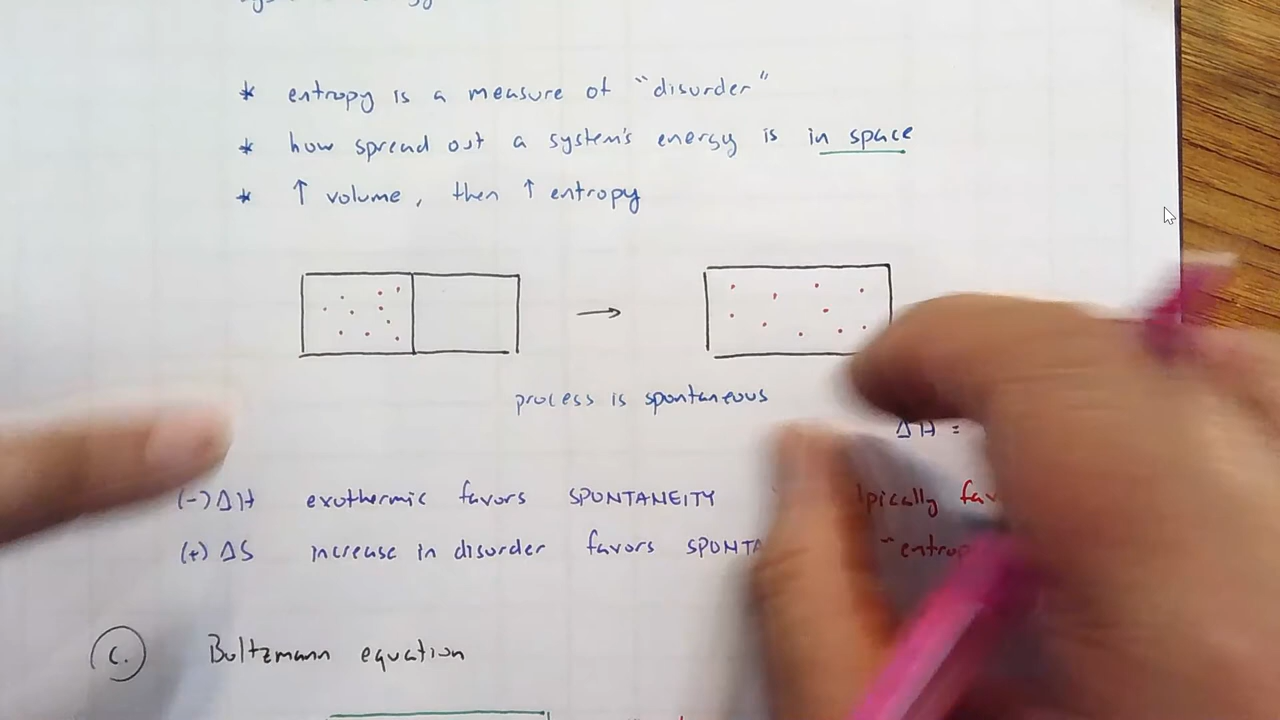 * entropy is a measure of "disorder"
* how spread out a system's energy is in space
* ↑ volume, then ↑ entropy
→
process is spontaneous
ΔH =
(-) ΔH exothermic favors SPONTANEITY
(+) ΔS increase in disorder favors
C. Boltzmann equation